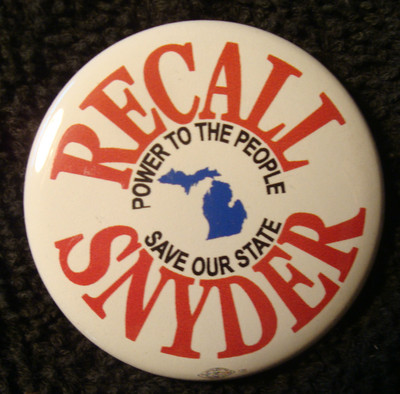 RECALL
POWER TO THE PEOPLE
SAVE OUR STATE
SNYDER